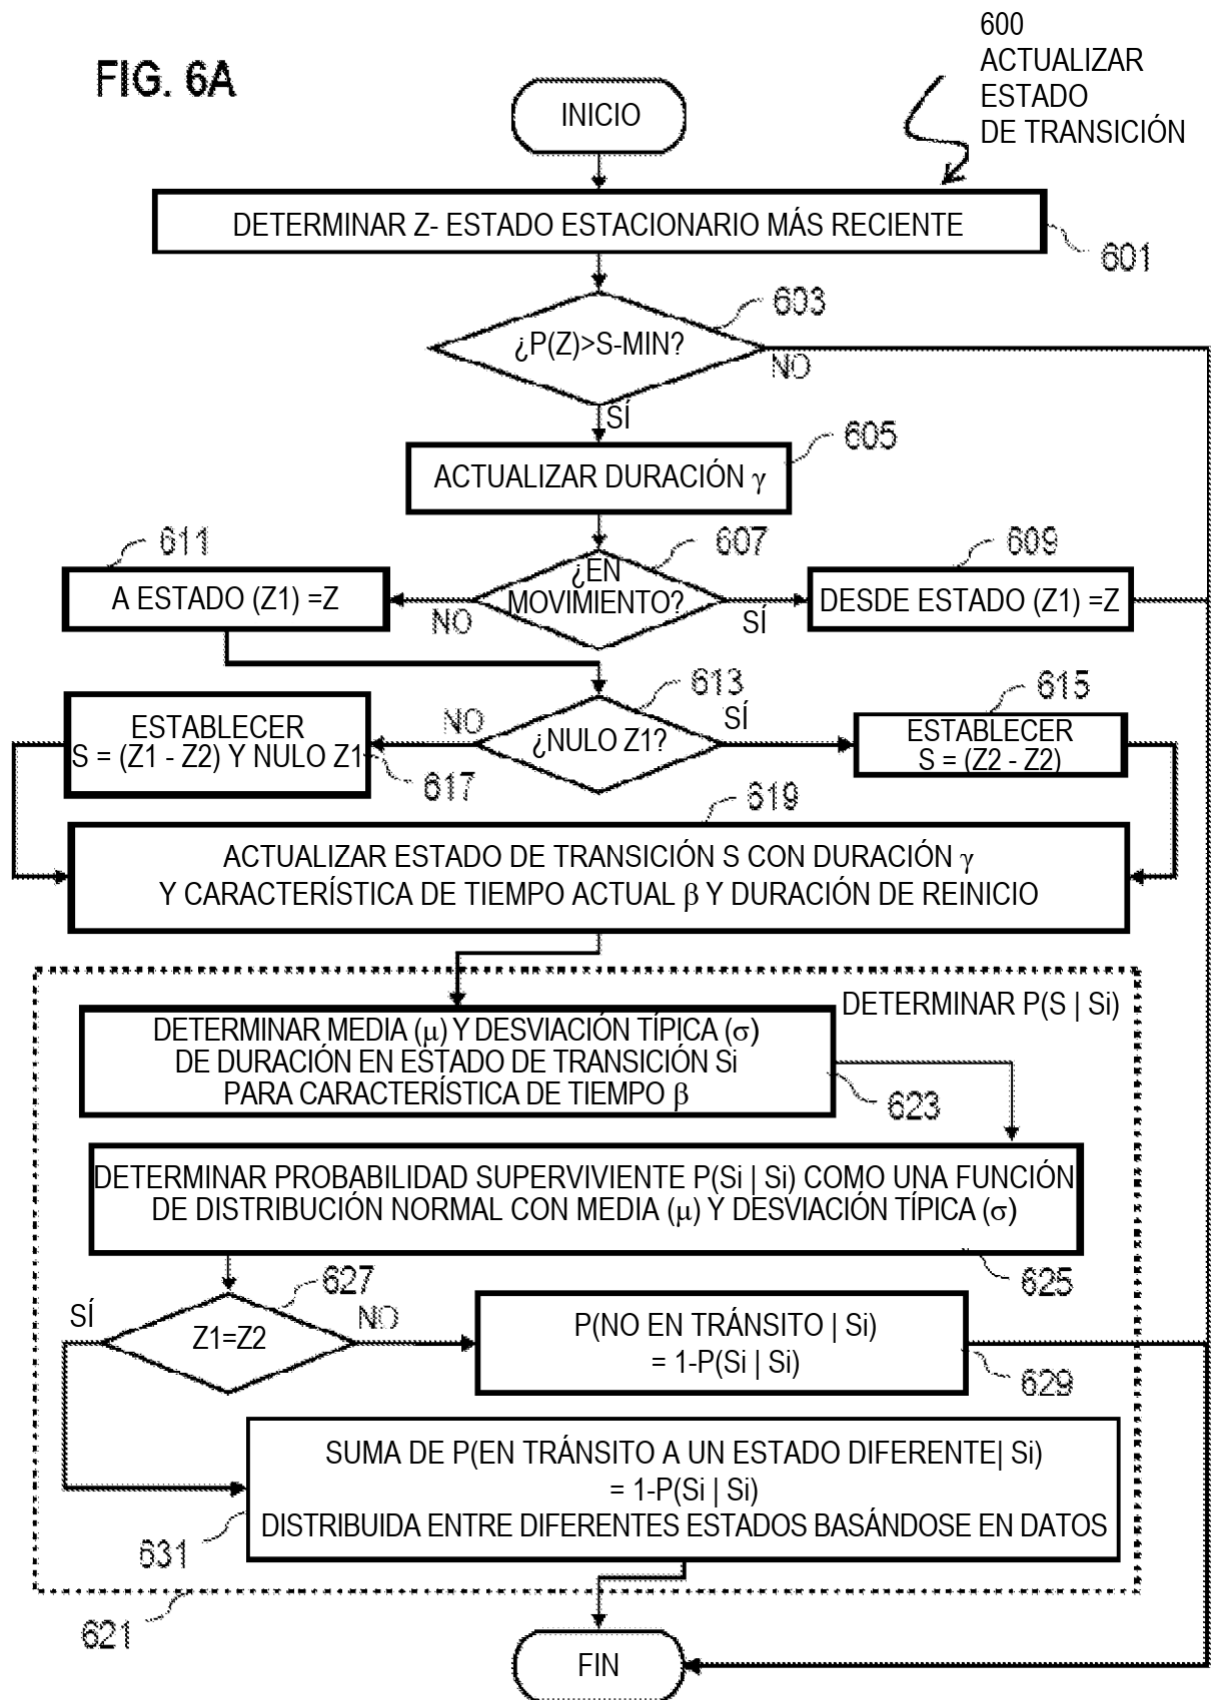 FIG. 6A
600
ACTUALIZAR
ESTADO
DE TRANSICIÓN
INICIO
DETERMINAR Z- ESTADO ESTACIONARIO MÁS RECIENTE
601
603
¿P(Z)>S-MIN?
NO
SÍ
605
ACTUALIZAR DURACIÓN γ
611
607
609
A ESTADO (Z1) =Z
¿EN
MOVIMIENTO?
DESDE ESTADO (Z1) =Z
NO
SÍ
613
615
ESTABLECER
S = (Z1 - Z2) Y NULO Z1
NO
¿NULO Z1?
SÍ
ESTABLECER
S = (Z2 - Z2)
617
619
ACTUALIZAR ESTADO DE TRANSICIÓN S CON DURACIÓN γ
Y CARACTERÍSTICA DE TIEMPO ACTUAL β Y DURACIÓN DE REINICIO
DETERMINAR P(S | Si)
DETERMINAR MEDIA (μ) Y DESVIACIÓN TÍPICA (σ)
DE DURACIÓN EN ESTADO DE TRANSICIÓN Si
PARA CARACTERÍSTICA DE TIEMPO β
623
DETERMINAR PROBABILIDAD SUPERVIVIENTE P(Si | Si) COMO UNA FUNCIÓN
DE DISTRIBUCIÓN NORMAL CON MEDIA (μ) Y DESVIACIÓN TÍPICA (σ)
625
627
SÍ
Z1=Z2
NO
P(NO EN TRÁNSITO | Si)
= 1-P(Si | Si)
629
SUMA DE P(EN TRÁNSITO A UN ESTADO DIFERENTE| Si)
= 1-P(Si | Si)
DISTRIBUIDA ENTRE DIFERENTES ESTADOS BASÁNDOSE EN DATOS
631
621
FIN